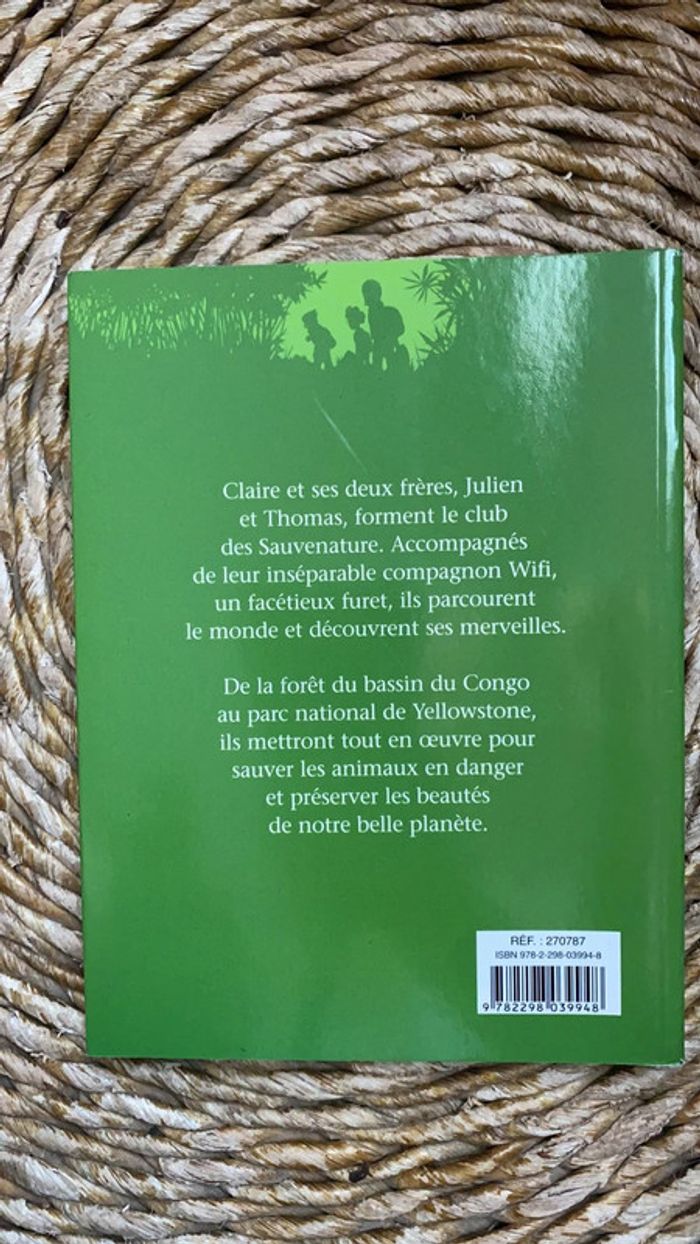 Claire et ses deux frères, Julien
et Thomas, forment le club
des Sauvenature. Accompagnés
de leur inséparable compagnon Wifi,
un facétieux furet, ils parcourent
le monde et découvrent ses merveilles.
De la forêt du bassin du Congo
au parc national de Yellowstone,
ils mettront tout en œuvre pour
sauver les animaux en danger
et préserver les beautés
de notre belle planète.
RÉF. : 270787
ISBN 978-2-298-03994-8
9 782298 039948